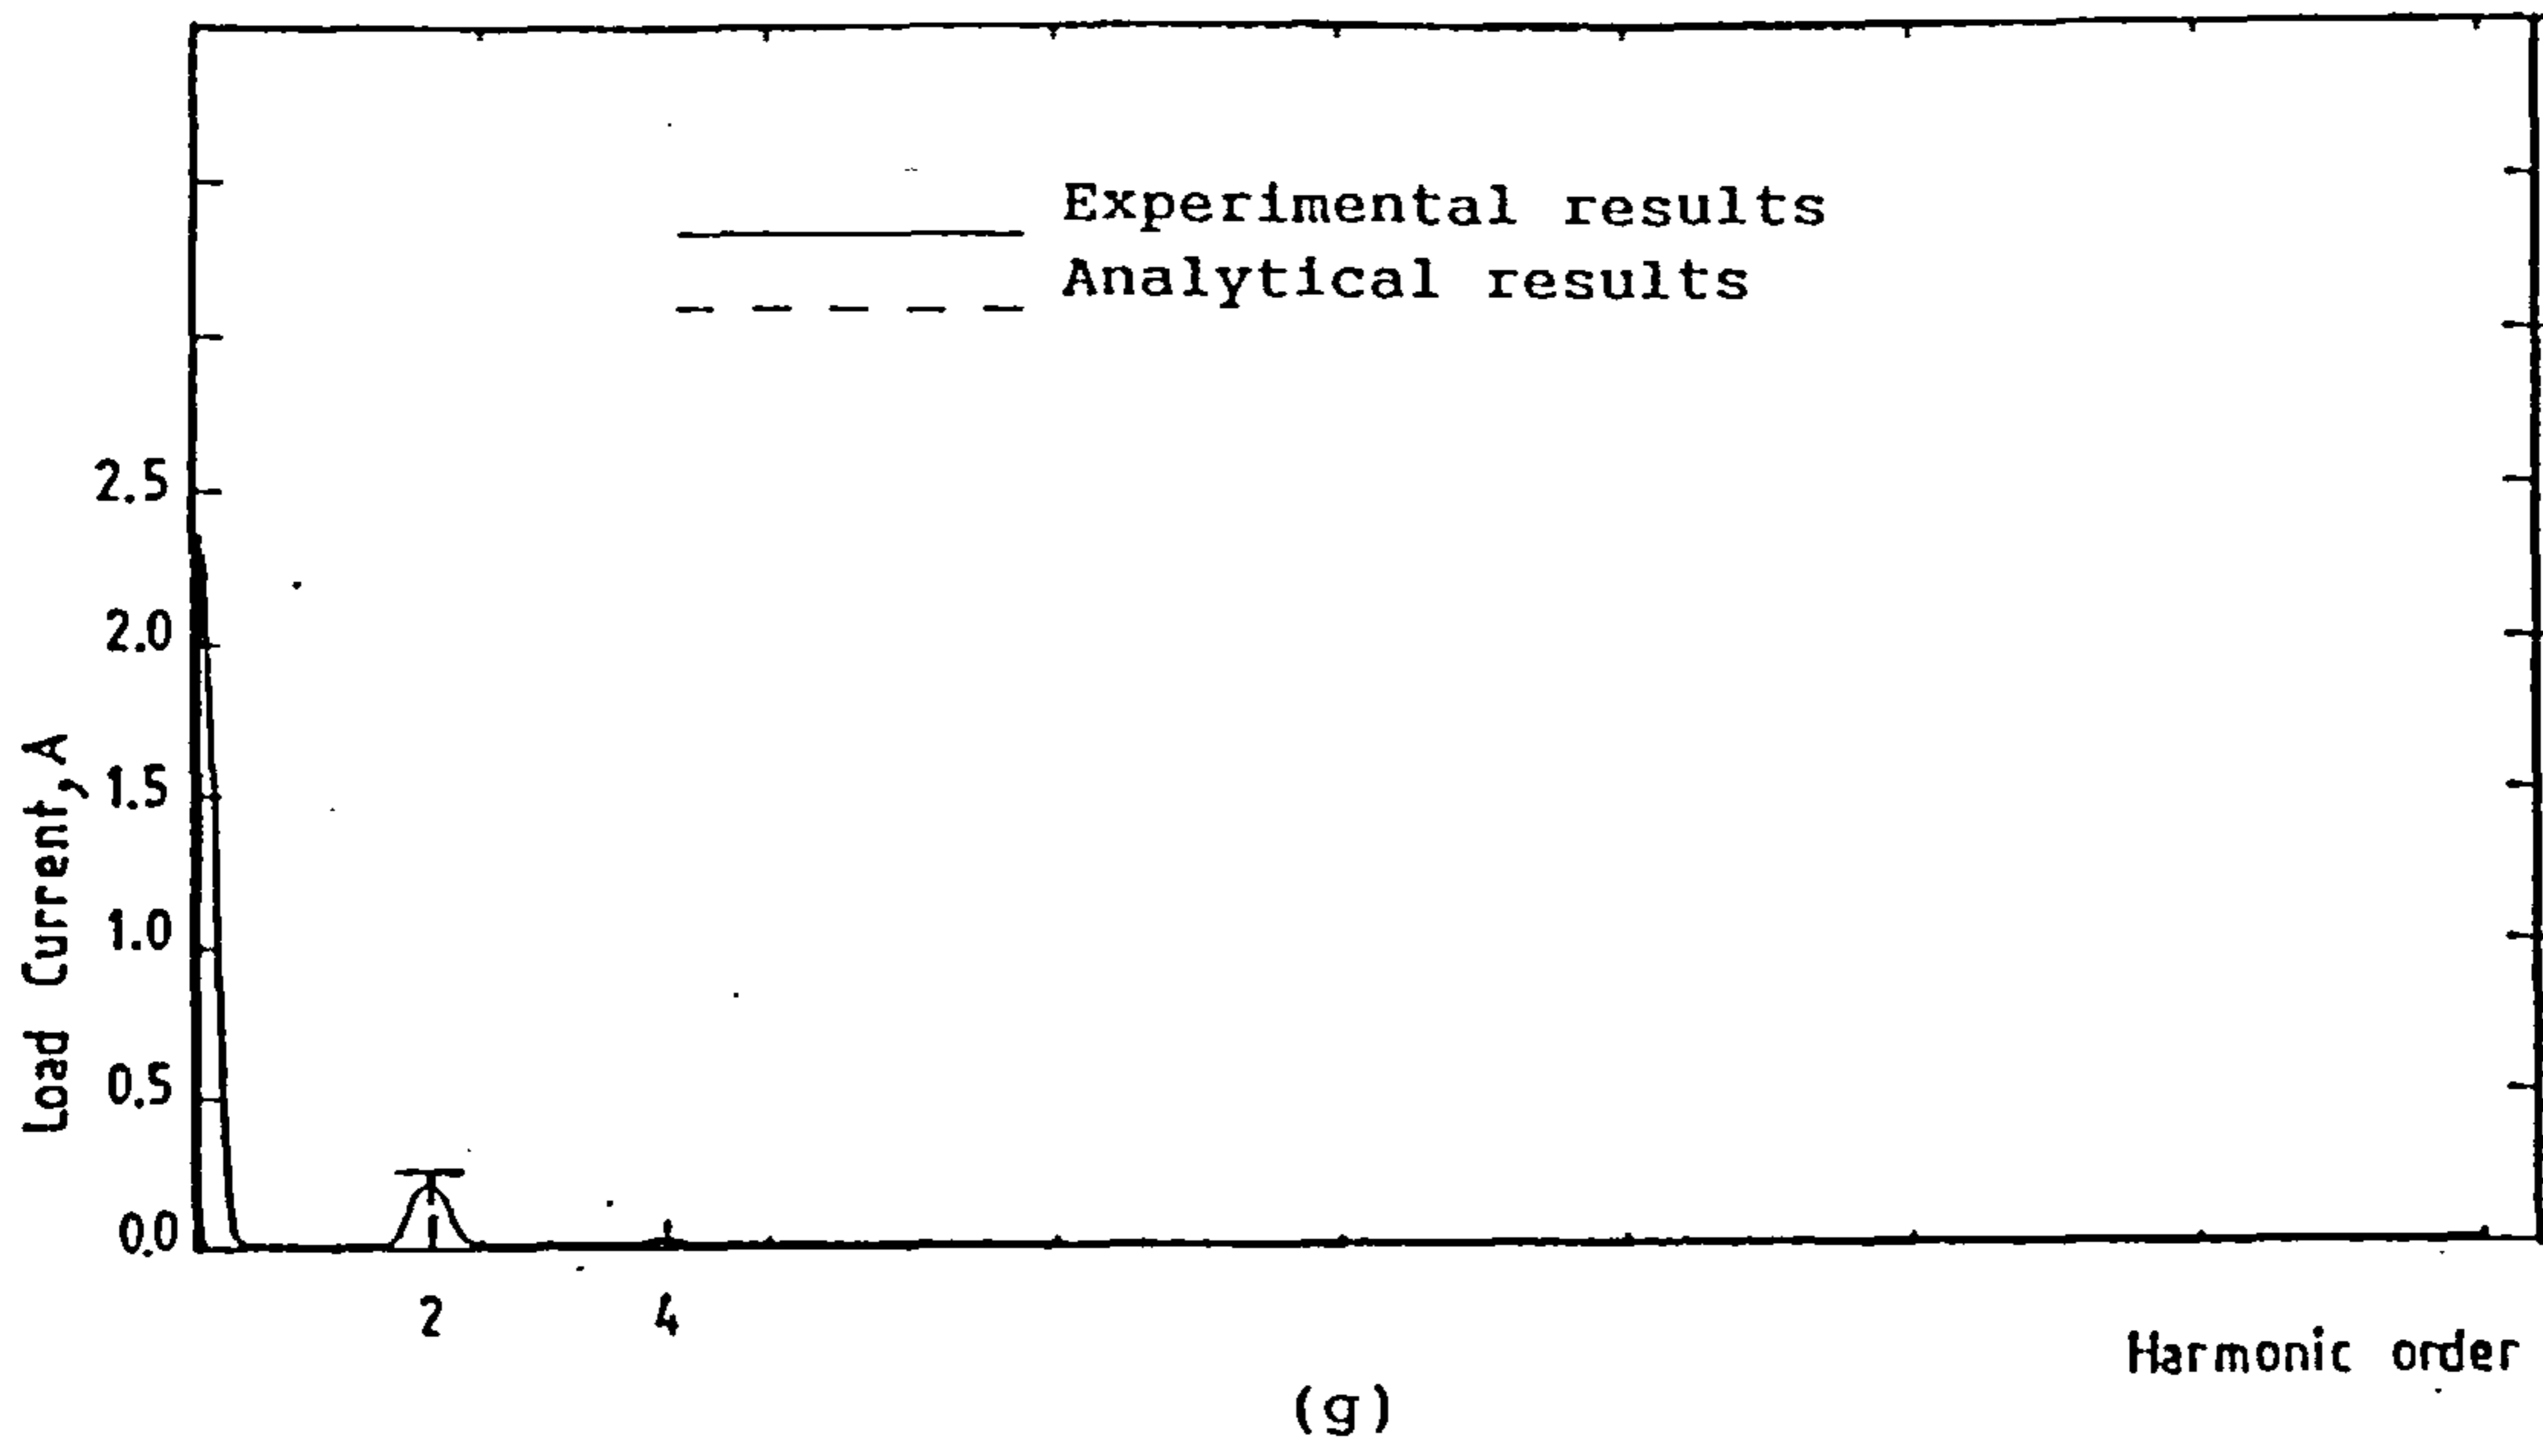 Experimental results
Analytical results
2.5
2.0
1.5
1.0
0.5
0.0
Load Current, A
2
4
Harmonic order
(g)